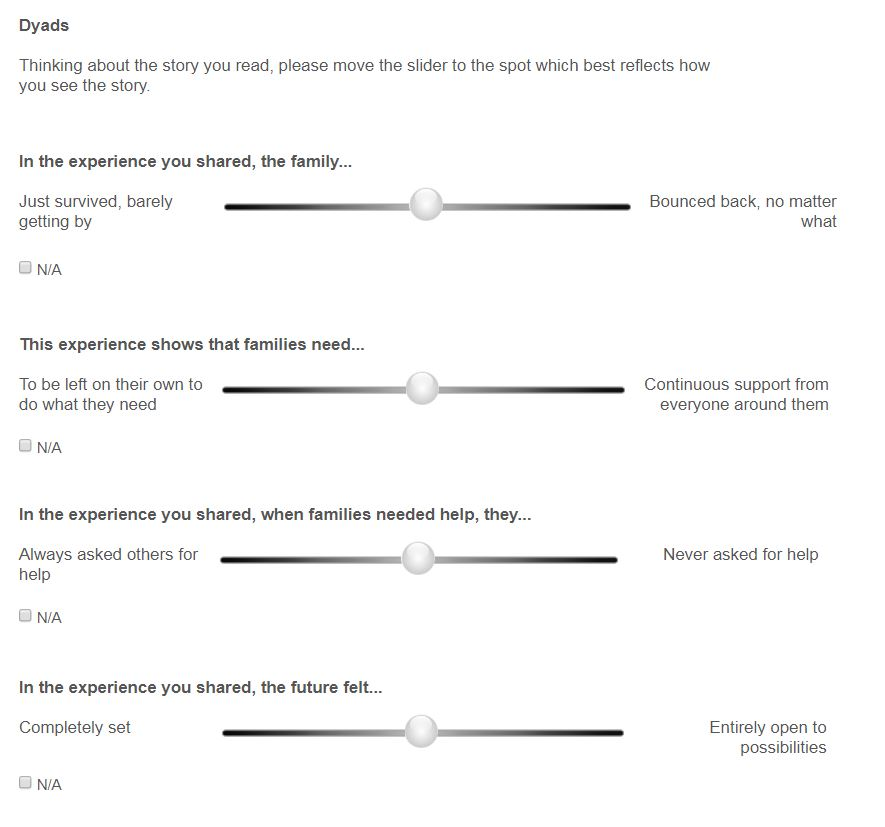 Dyads
Thinking about the story you read, please move the slider to the spot which best reflects how
you see the story.
In the experience you shared, the family...
Just survived, barely
getting by
Bounced back, no matter
what
N/A
This experience shows that families need...
To be left on their own to
do what they need
Continuous support from
everyone around them
N/A
In the experience you shared, when families needed help, they...
Always asked others for
help
Never asked for help
N/A
In the experience you shared, the future felt...
Completely set
Entirely open to
possibilities
N/A